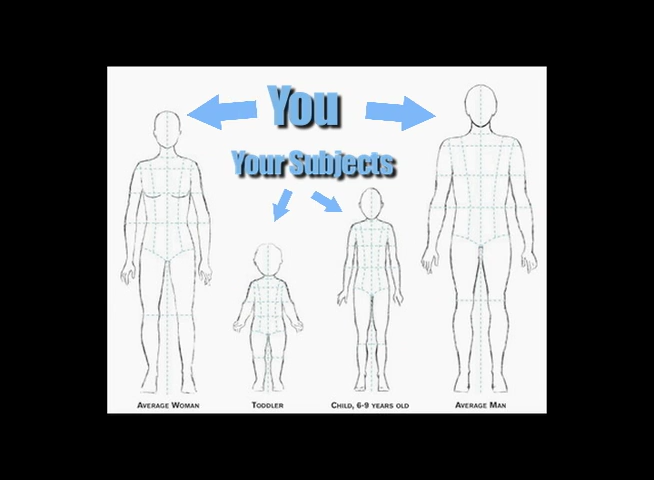 You
Your Subjects
Average Woman
Toddler
Child, 6-9 years old
Average Man